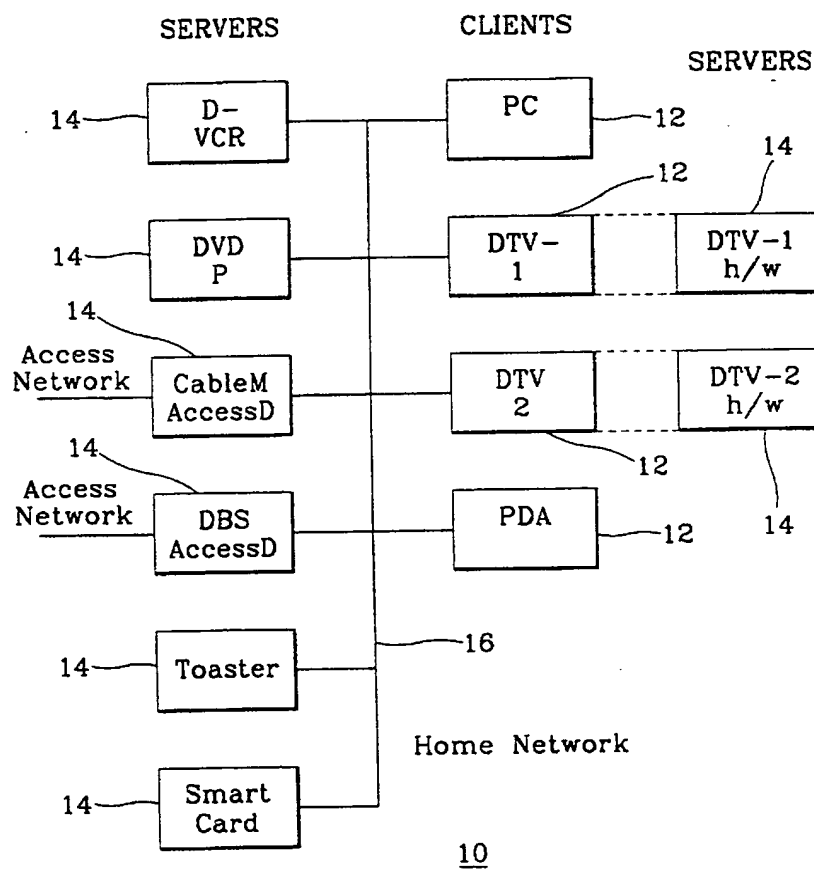 SERVERS
CLIENTS
SERVERS
14
D-
VCR
PC
12
14
DVD
P
12
DTV-
1
14
DTV-1
h/w
14
Access
Network
CableM
AccessD
DTV
2
12
DTV-2
h/w
14
14
Access
Network
DBS
AccessD
PDA
12
14
Toaster
16
Home Network
14
Smart
Card
10